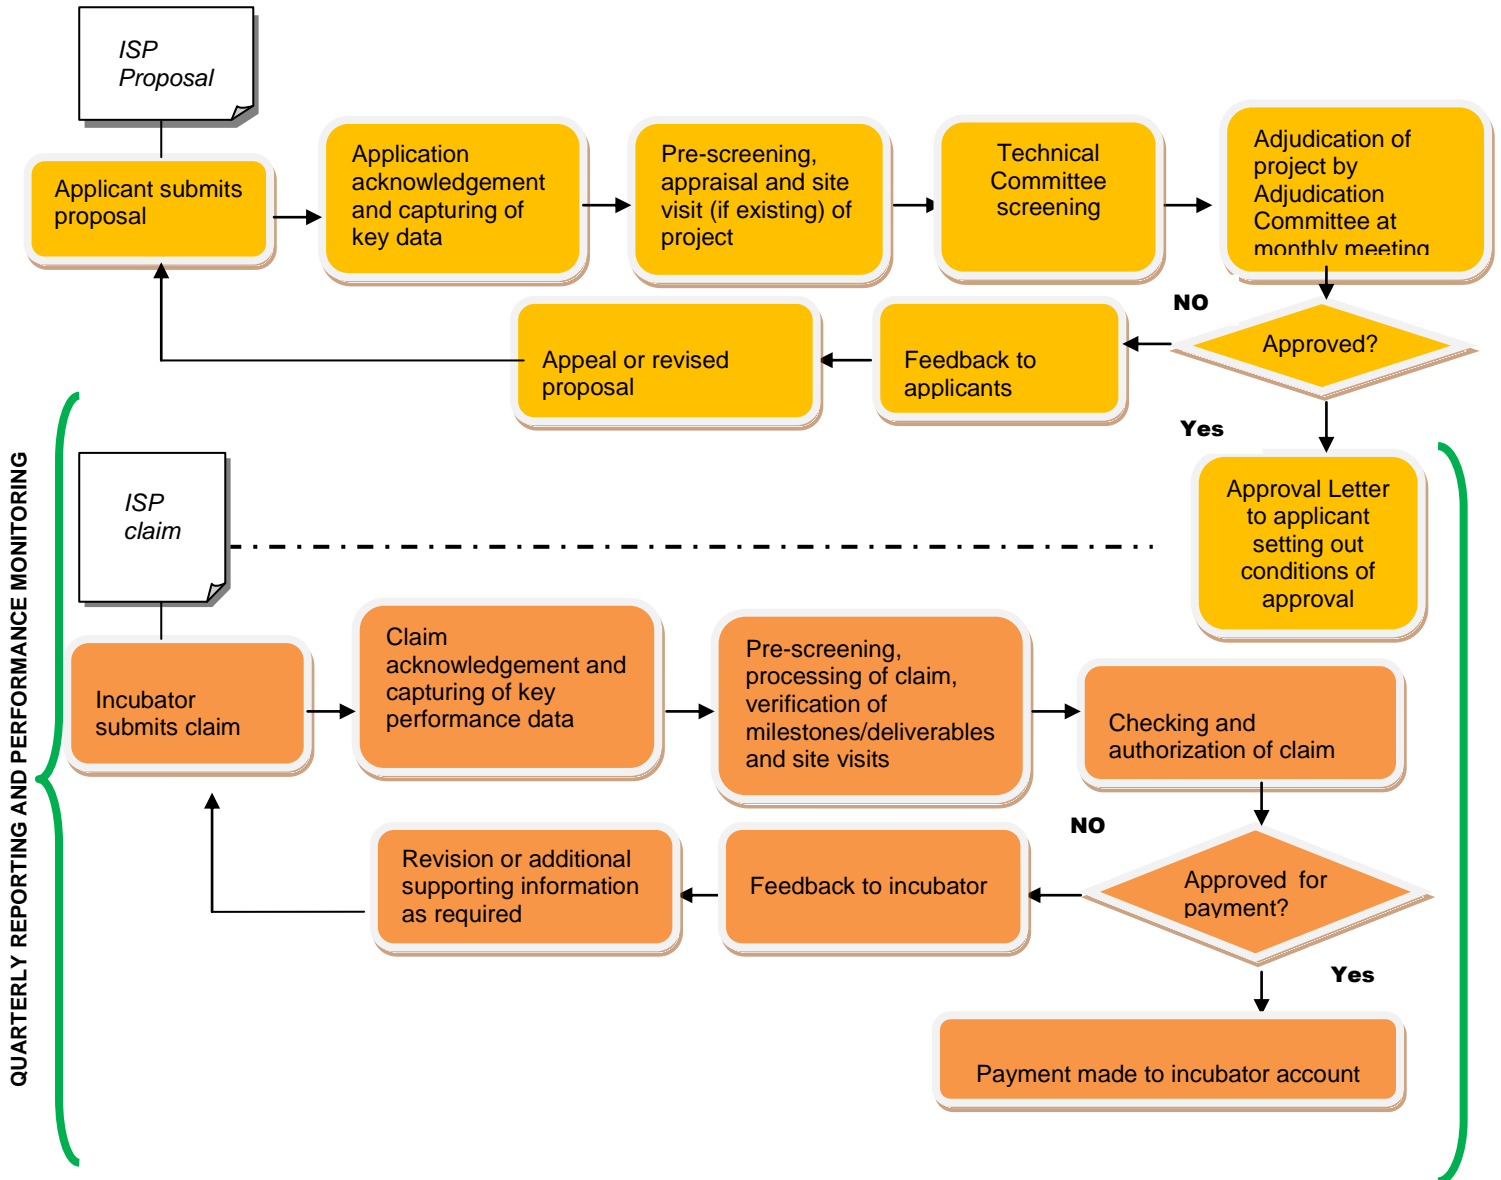 ISP
Proposal
Applicant submits
proposal
Application
acknowledgement
and capturing of
key data
Pre-screening,
appraisal and site
visit (if existing) of
project
Technical
Committee
screening
Adjudication of
project by
Adjudication
Committee at
monthly meeting
NO
Approved?
Feedback to
applicants
Appeal or revised
proposal
Yes
Approval Letter
to applicant
setting out
conditions of
approval
QUARTERLY REPORTING AND PERFORMANCE MONITORING
ISP
claim
Incubator
submits claim
Claim
acknowledgement and
capturing of key
performance data
Pre-screening,
processing of claim,
verification of
milestones/deliverables
and site visits
Checking and
authorization of claim
NO
Approved for
payment?
Feedback to incubator
Revision or additional
supporting information
as required
Yes
Payment made to incubator account